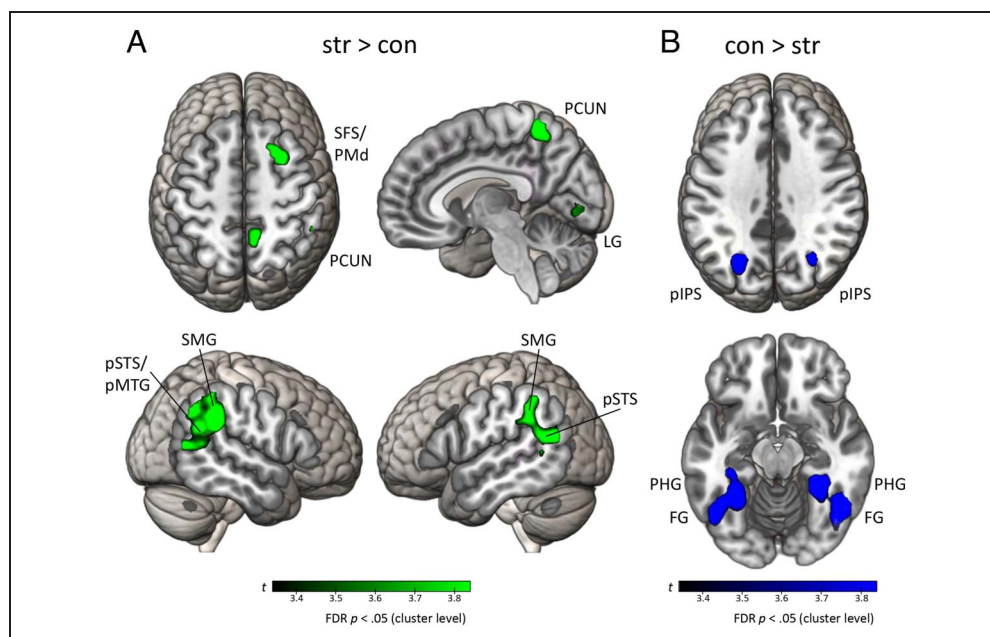 A
str > con
B
con > str
SFS/
PMd
PCUN
PCUN
LG
pIPS
pIPS
SMG
pSTS/
pMTG
SMG
pSTS
PHG
FG
PHG
FG
t
3.4 3.5 3.6 3.7 3.8
FDR p < .05 (cluster level)
t
3.4 3.5 3.6 3.7 3.8
FDR p < .05 (cluster level)